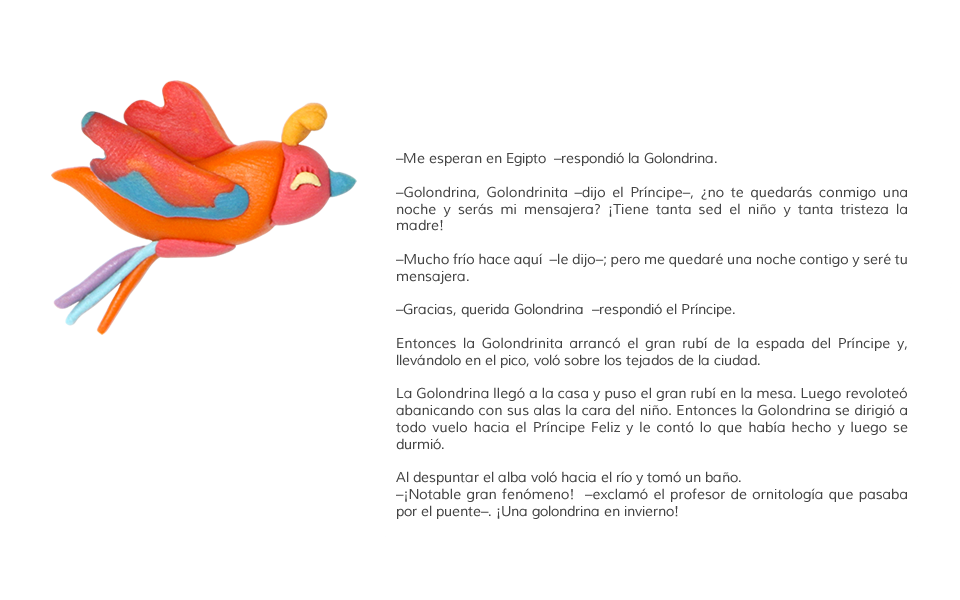 –Me esperan en Egipto  –respondió la Golondrina.
–Golondrina, Golondrinita –dijo el Príncipe–, ¿no te quedarás conmigo una
noche y serás mi mensajera? ¡Tiene tanta sed el niño y tanta tristeza la
madre!
–Mucho frío hace aquí  –le dijo–; pero me quedaré una noche contigo y seré tu
mensajera.
–Gracias, querida Golondrina  –respondió el Príncipe.
Entonces la Golondrinita arrancó el gran rubí de la espada del Príncipe y,
llevándolo en el pico, voló sobre los tejados de la ciudad.
La Golondrina llegó a la casa y puso el gran rubí en la mesa. Luego revoloteó
abanicando con sus alas la cara del niño. Entonces la Golondrina se dirigió a
todo vuelo hacia el Príncipe Feliz y le contó lo que había hecho y luego se
durmió.
Al despuntar el alba voló hacia el río y tomó un baño.
–¡Notable gran fenómeno!  –exclamó el profesor de ornitología que pasaba
por el puente–. ¡Una golondrina en invierno!